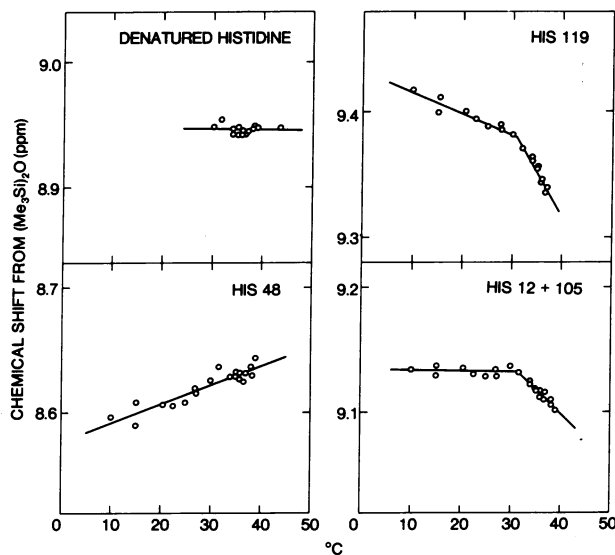 DENATURED HISTIDINE
9.0
8.9
HIS 119
9.4
9.3
CHEMICAL SHIFT FROM (Me3Si)2O (ppm)
HIS 48
8.7
8.6
HIS 12 + 105
9.2
9.1
0 10 20 30 40 50
0 10 20 30 40 50
°C